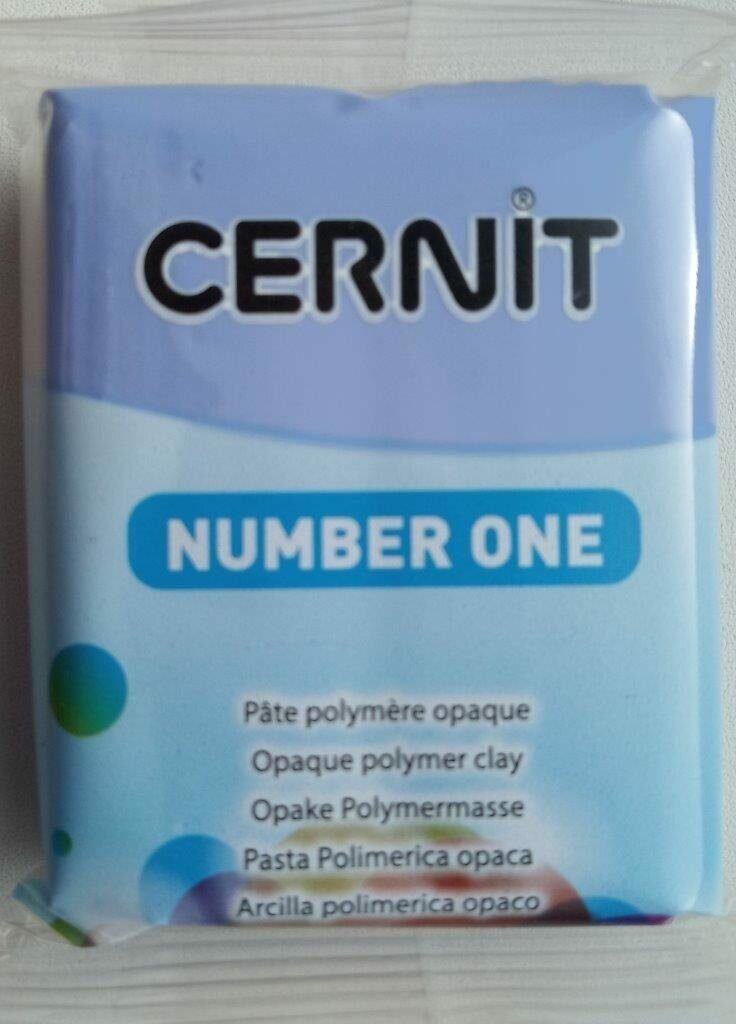 CERNIT®
NUMBER ONE
Pâte polymère opaque
Opaque polymer clay
Opake Polymermasse
Pasta Polimerica opaca
Arcilla polimerica opaco